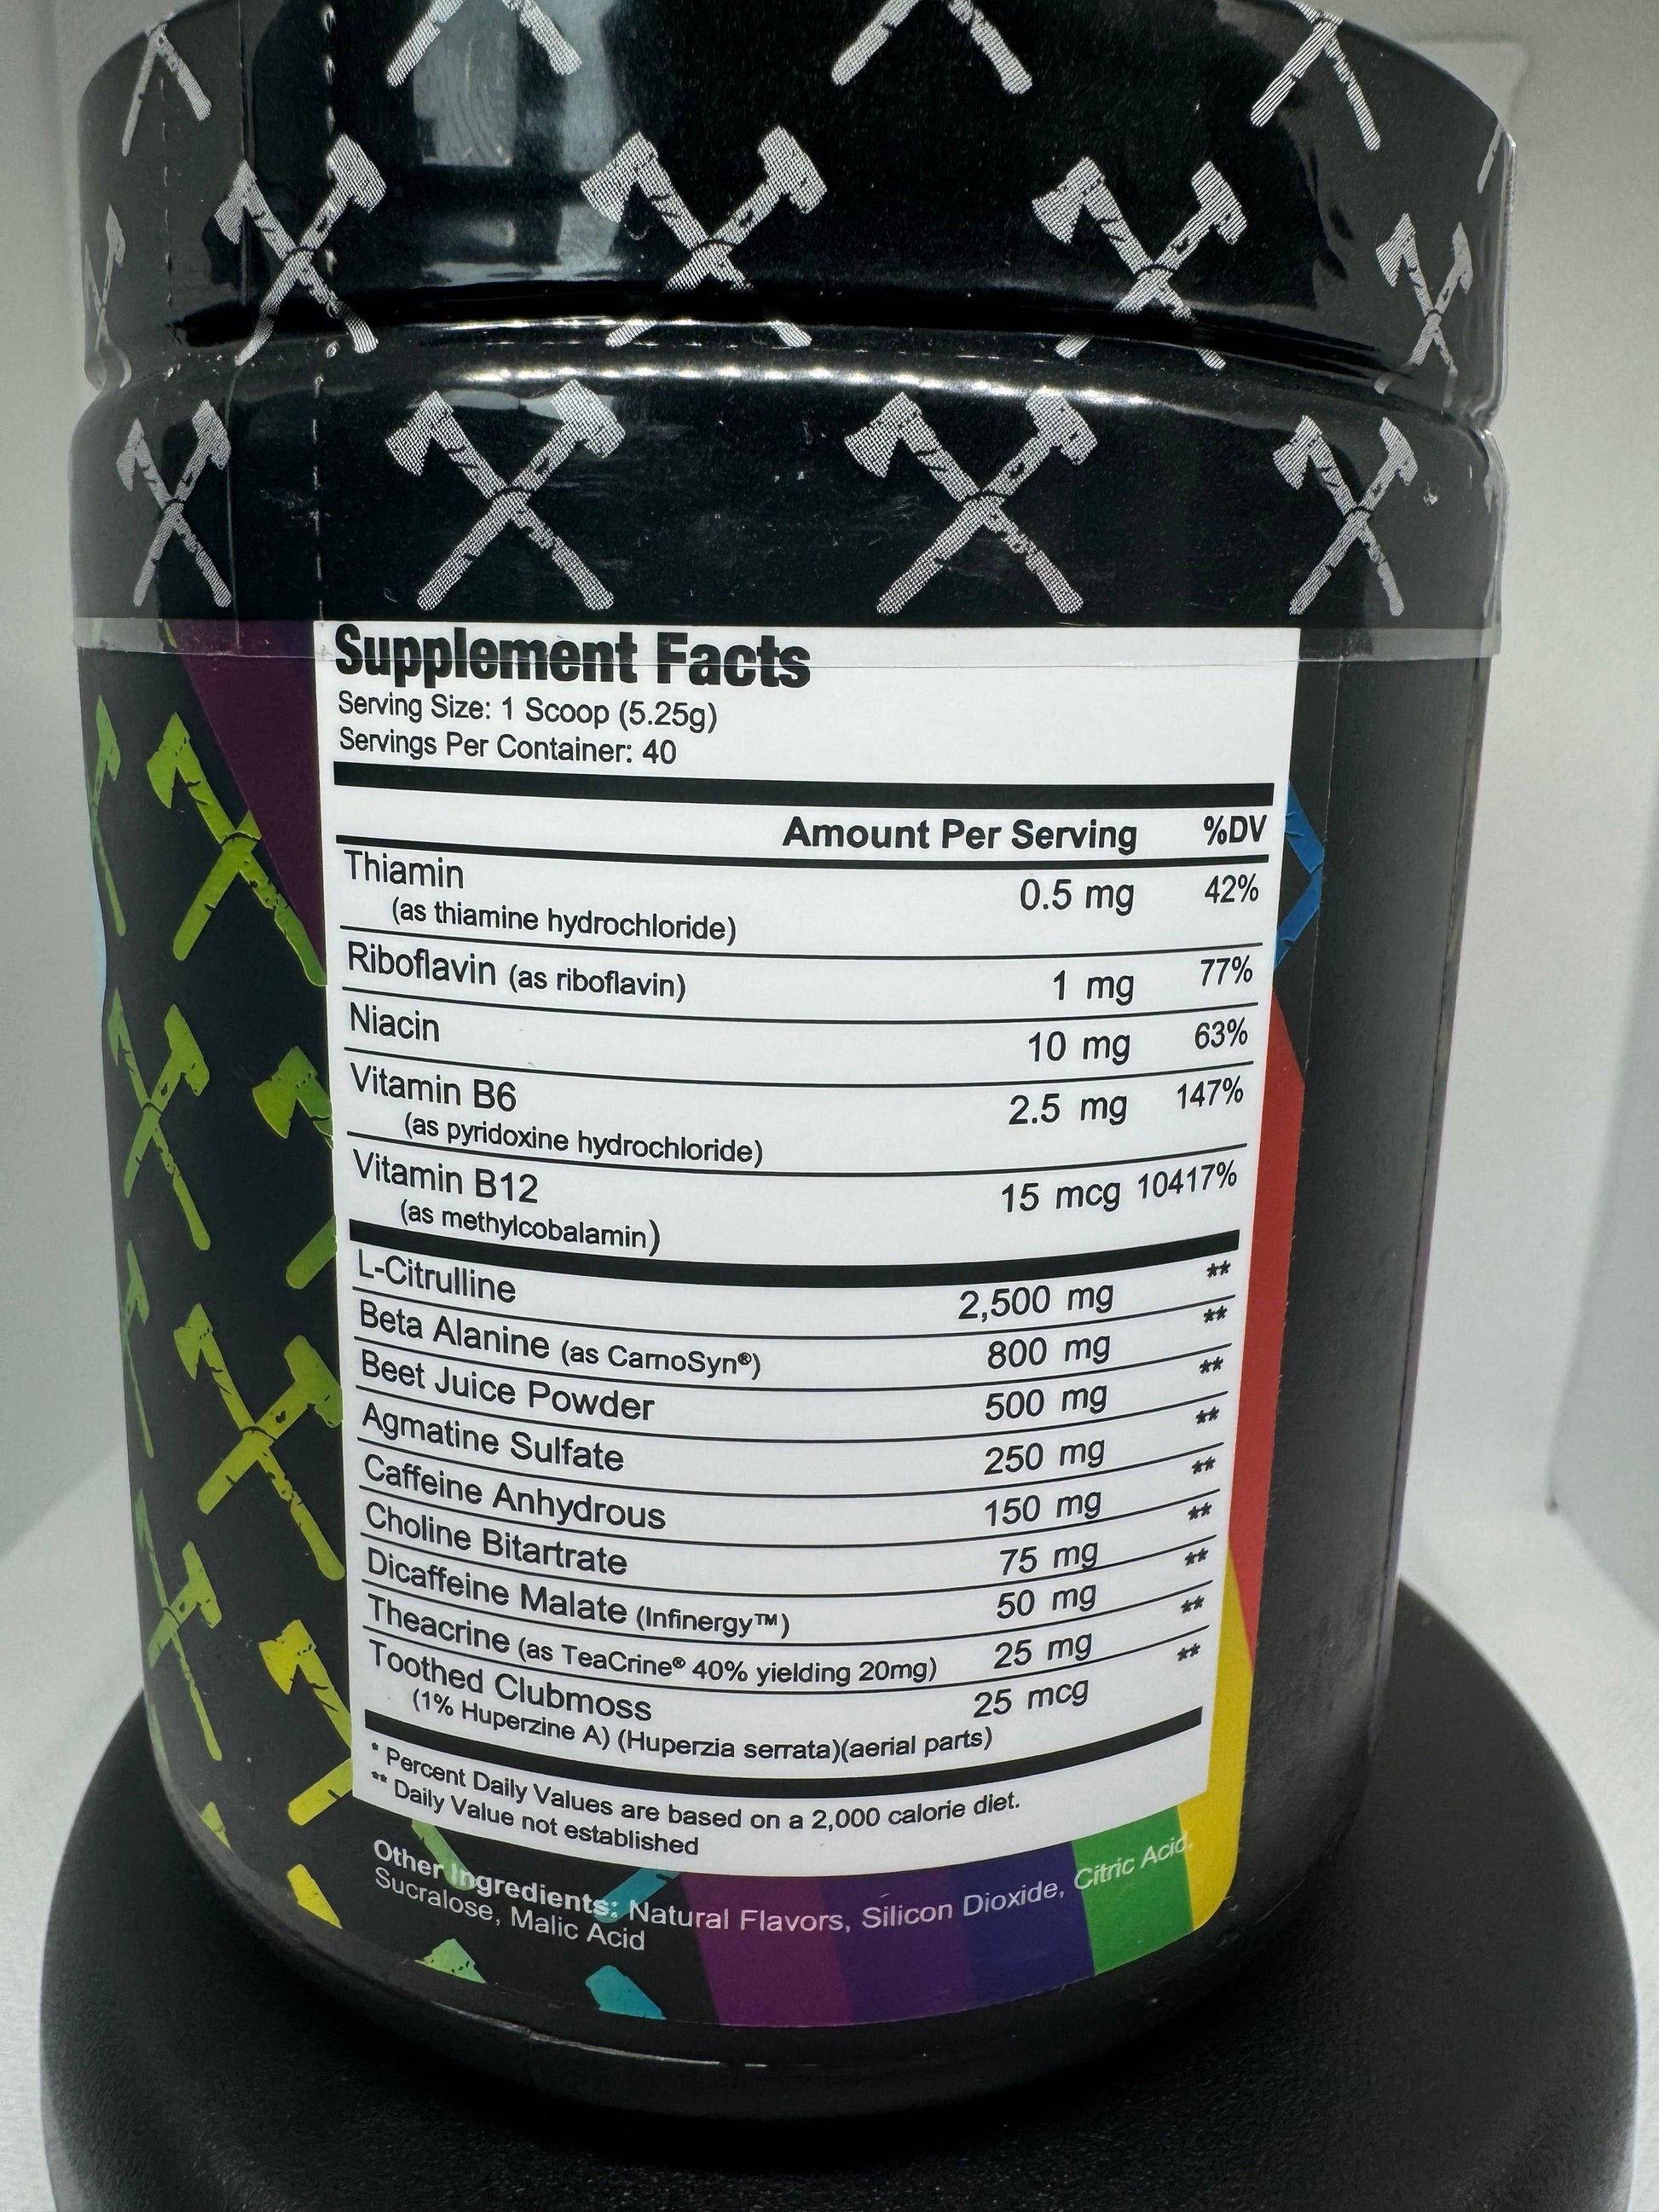 Supplement Facts
Serving Size: 1 Scoop (5.25g)
Servings Per Container: 40
Amount Per Serving %DV
Thiamin 0.5 mg 42%
(as thiamine hydrochloride)
Riboflavin (as riboflavin) 1 mg 77%
Niacin 10 mg 63%
Vitamin B6 2.5 mg 147%
(as pyridoxine hydrochloride)
Vitamin B12 15 mcg 10417%
(as methylcobalamin)
L-Citrulline 2,500 mg **
Beta Alanine (as CarnoSyn®) 800 mg **
Beet Juice Powder 500 mg **
Agmatine Sulfate 250 mg **
Caffeine Anhydrous 150 mg **
Choline Bitartrate 75 mg **
Dicaffeine Malate (Infinergy™) 50 mg **
Theacrine (as TeaCrine® 40% yielding 20mg) 25 mg **
Toothed Clubmoss 25 mcg **
(1% Huperzine A) (Huperzia serrata)(aerial parts)
* Percent Daily Values are based on a 2,000 calorie diet.
** Daily Value not established
Other Ingredients: Natural Flavors, Silicon Dioxide, Citric Acid,
Sucralose, Malic Acid